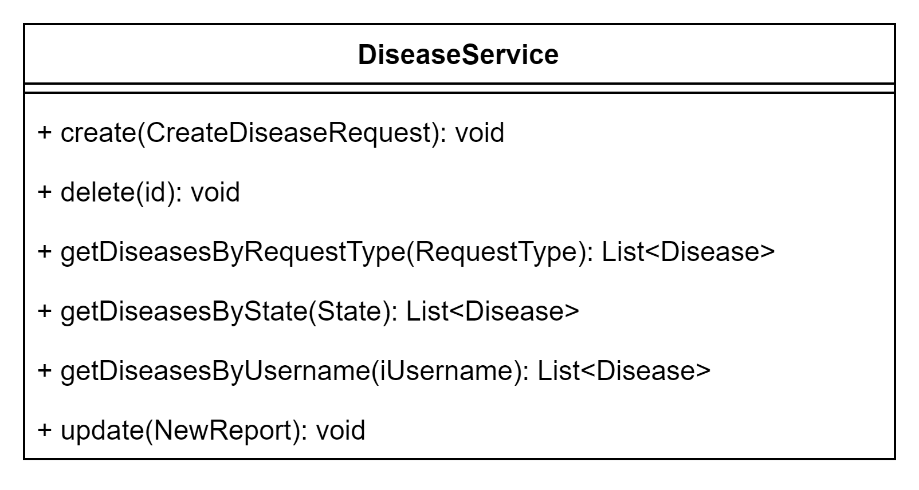 DiseaseService
+ create(CreateDiseaseRequest): void
+ delete(id): void
+ getDiseasesByRequestType(RequestType): List<Disease>
+ getDiseasesByState(State): List<Disease>
+ getDiseasesByUsername(iUsername): List<Disease>
+ update(NewReport): void